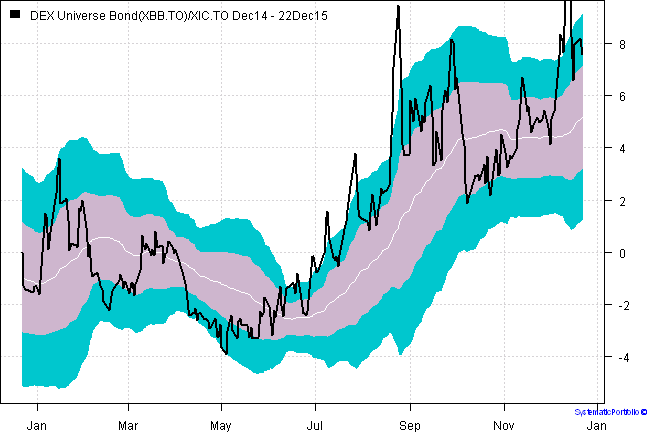 DEX Universe Bond(XBB.TO)/XIC.TO Dec14 - 22Dec15
8
6
4
2
0
-2
-4
SystematicPortfolio ©
Jan Mar May Jul Sep Nov Jan